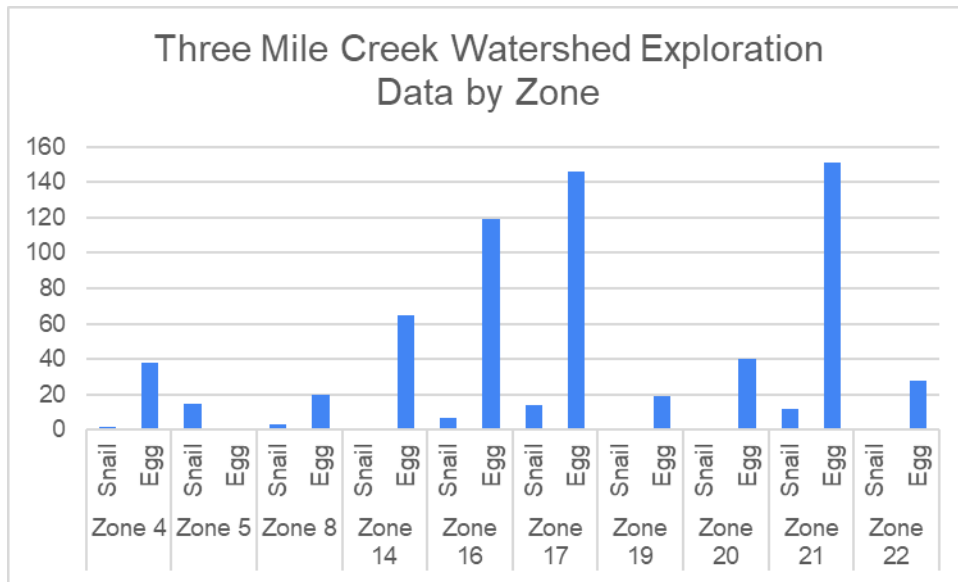 Three Mile Creek Watershed Exploration
Data by Zone
160
140
120
100
80
60
40
20
0
Snail
Egg
Snail
Egg
Snail
Egg
Snail
Egg
Snail
Egg
Snail
Egg
Snail
Egg
Snail
Egg
Snail
Egg
Snail
Egg
Zone 4
Zone 5
Zone 8
Zone
14
Zone
16
Zone
17
Zone
19
Zone
20
Zone
21
Zone
22